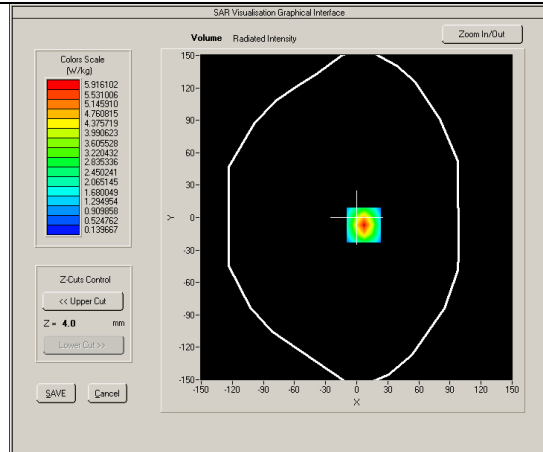 SAR Visualisation Graphical Interface
Volume Radiated Intensity
Zoom In/Out
Colors Scale
(W/kg)
5.916102
5.531006
5.145910
4.760815
4.375719
3.990623
3.605528
3.220432
2.835336
2.450241
2.065145
1.680049
1.294954
0.909858
0.524762
0.139667
Z-Cuts Control
<< Upper Cut
Z = 4.0 mm
Lower Cut >>
SAVE
Cancel
150
120
90
60
30
0
-30
-60
-90
-120
-150
Y
-150 -120 -90 -60 -30 0 30 60 90 120 150
X